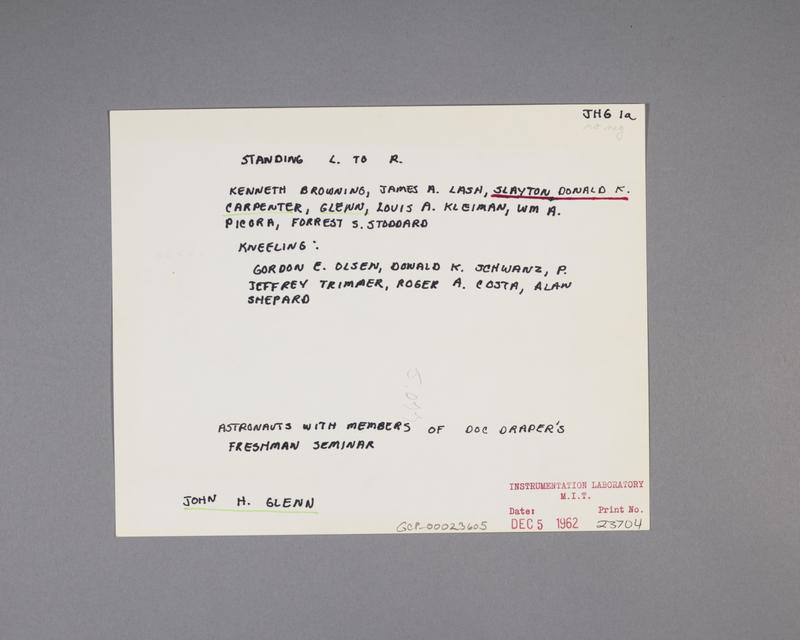 JHG 1a
no neg
STANDING L. TO R.
KENNETH BROWNING, JAMES A. LASH, SLAYTON DONALD K.
CARPENTER, GLENN, LOUIS A. KLEIMAN, WM A.
PICORA, FORREST S. STODDARD
KNEELING:
GORDON E. OLSEN, DONALD K. SCHWANZ, P.
JEFFREY TRIMMER, ROGER A. COSTA, ALAN
SHEPARD
ASTRONAUTS WITH MEMBERS OF DOC DRAPER'S
FRESHMAN SEMINAR
JOHN H. GLENN
INSTRUMENTATION LABORATORY
M.I.T.
Date: Print No.
DEC 5 1962 23704
GCP-00023605